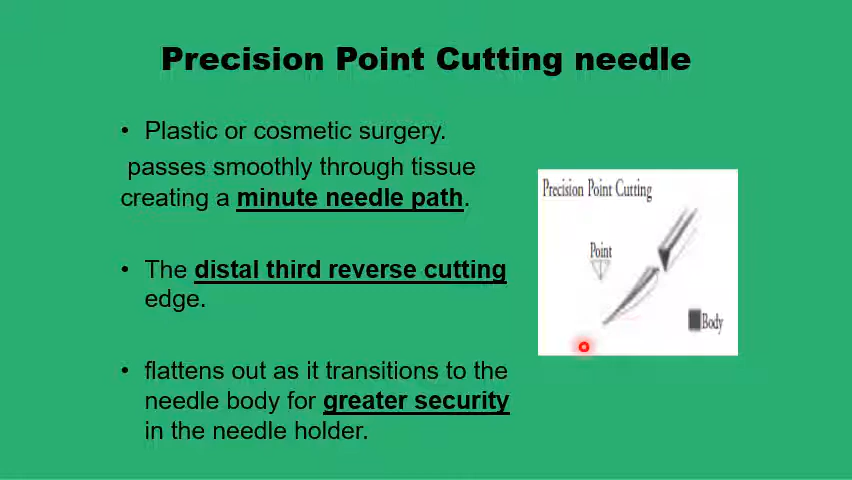 Precision Point Cutting needle
• Plastic or cosmetic surgery.
passes smoothly through tissue
creating a minute needle path.
• The distal third reverse cutting
edge.
• flattens out as it transitions to the
needle body for greater security
in the needle holder.
Precision Point Cutting
Point
Body